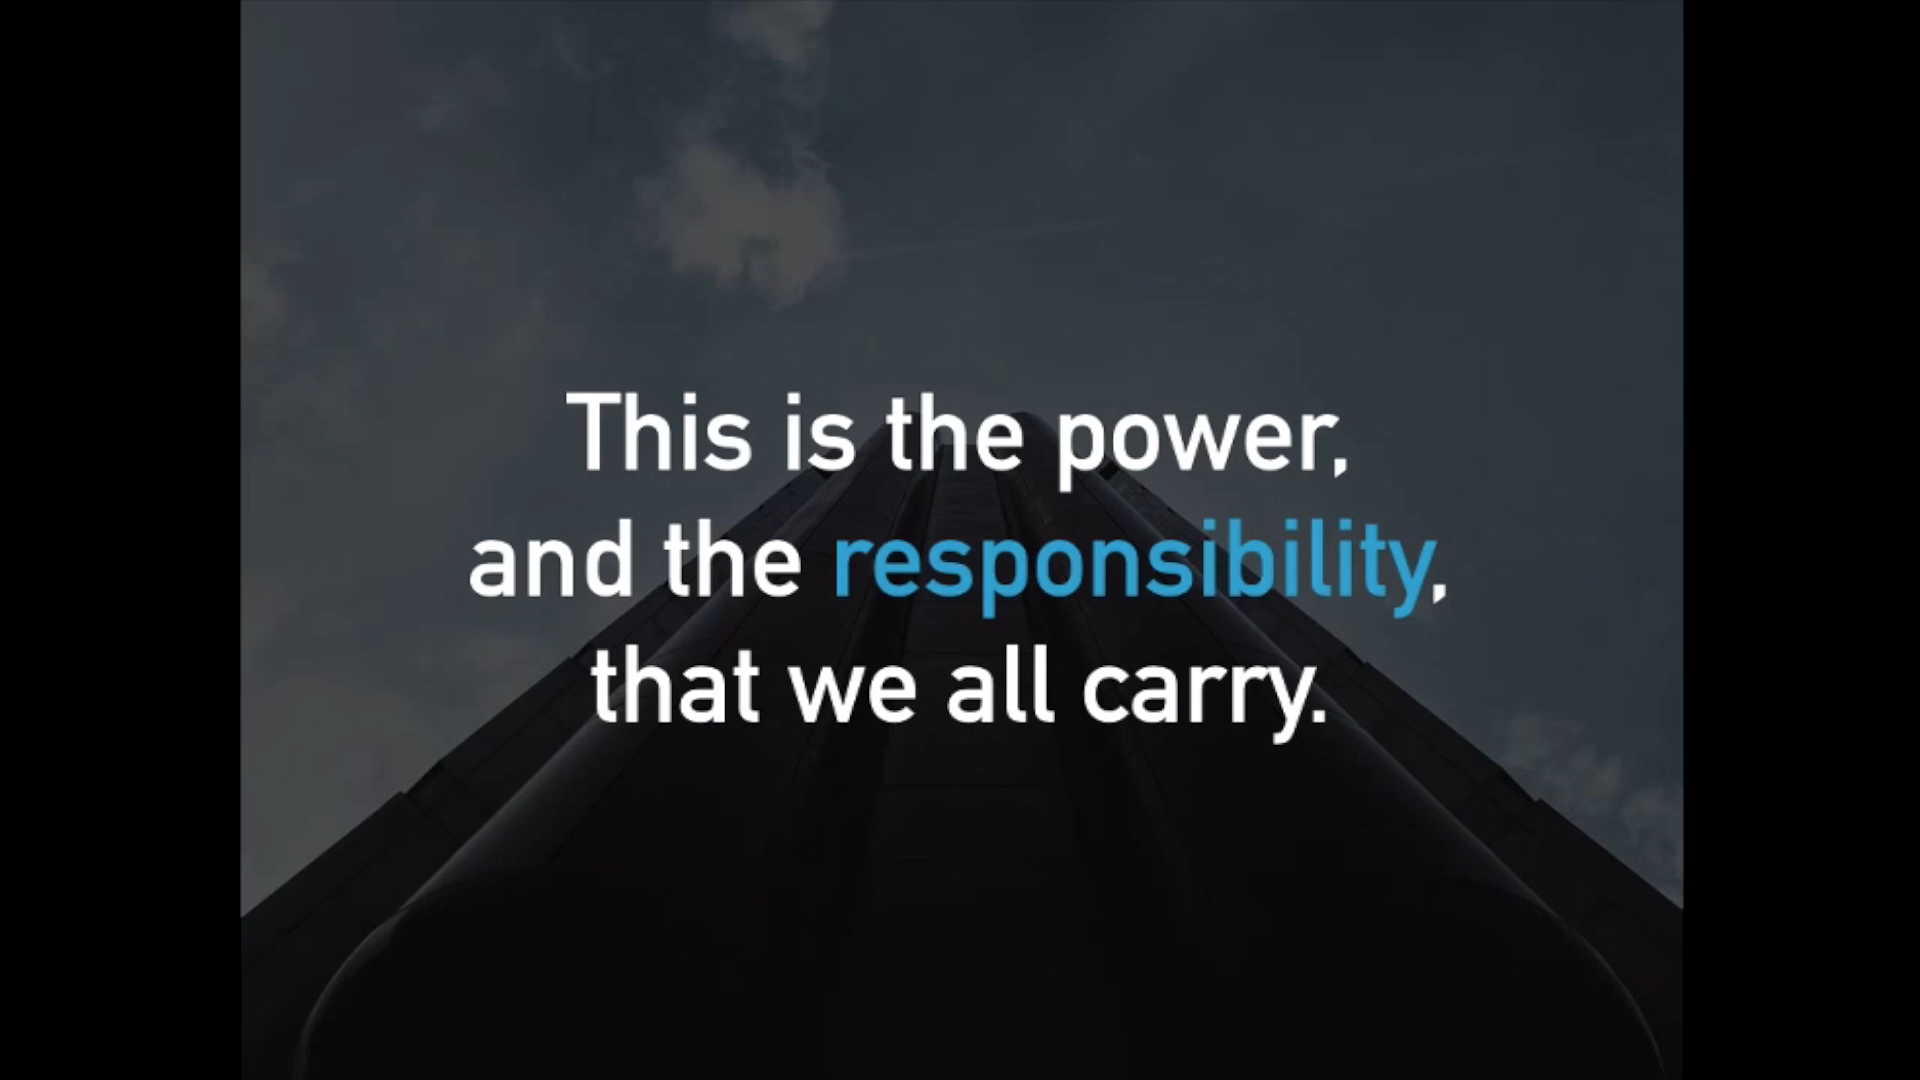 This is the power,
and the responsibility,
that we all carry.